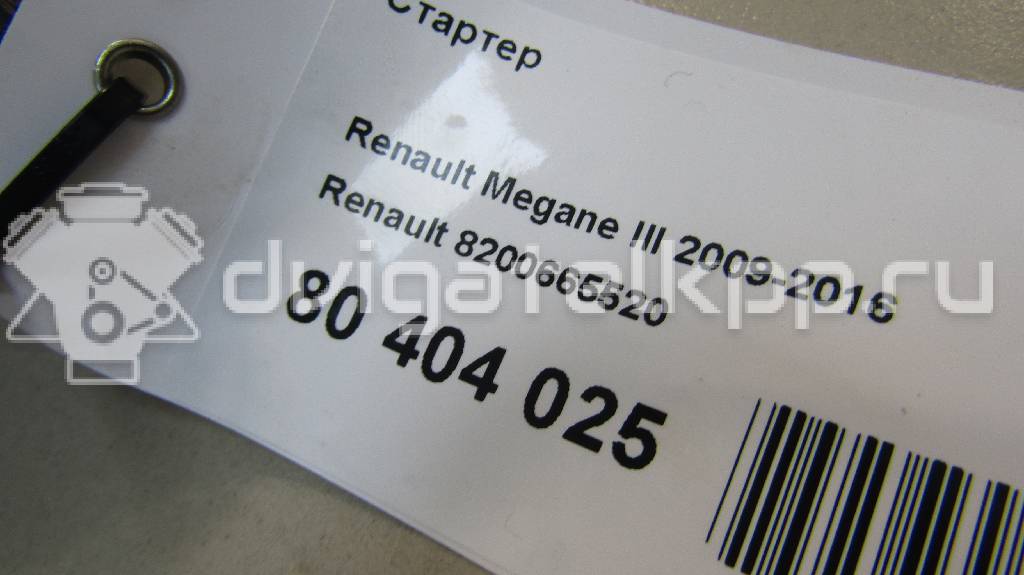 Стартер
Renault Megane III 2009-2016
Renault 8200665520
80 404 025
dvigatelkpp.ru